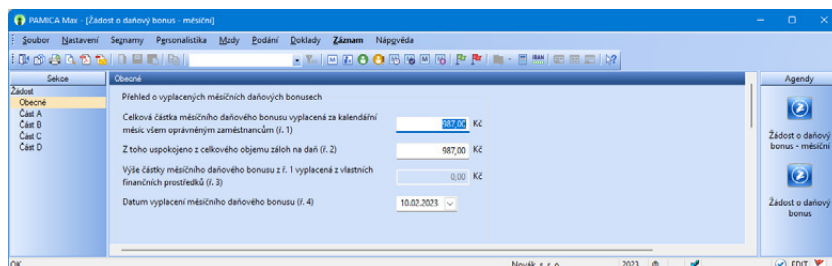 PAMICA Max - [Žádost o daňový bonus - měsíční]
Soubor Nastavení Seznamy Personalistika Mzdy Podání Doklady Záznam Nápověda
Sekce
Obecné
Agendy
Žádost
Obecné
Část A
Část B
Část C
Část D
Přehled o vyplacených měsíčních daňových bonusech
Celková částka měsíčního daňového bonusu vyplacená za kalendářní
měsíc všem oprávněným zaměstnancům (ř. 1)
987,00 Kč
Z toho uspokojeno z celkového objemu záloh na daň (ř. 2)
987,00 Kč
Výše částky měsíčního daňového bonusu z ř. 1 vyplacená z vlastních
finančních prostředků (ř. 3)
0,00 Kč
Datum vyplacení měsíčního daňového bonusu (ř. 4)
10.02.2023
Žádost o daňový
bonus - měsíční
Žádost o daňový
bonus
OK
Novák s. r. o.
2023
EDIT